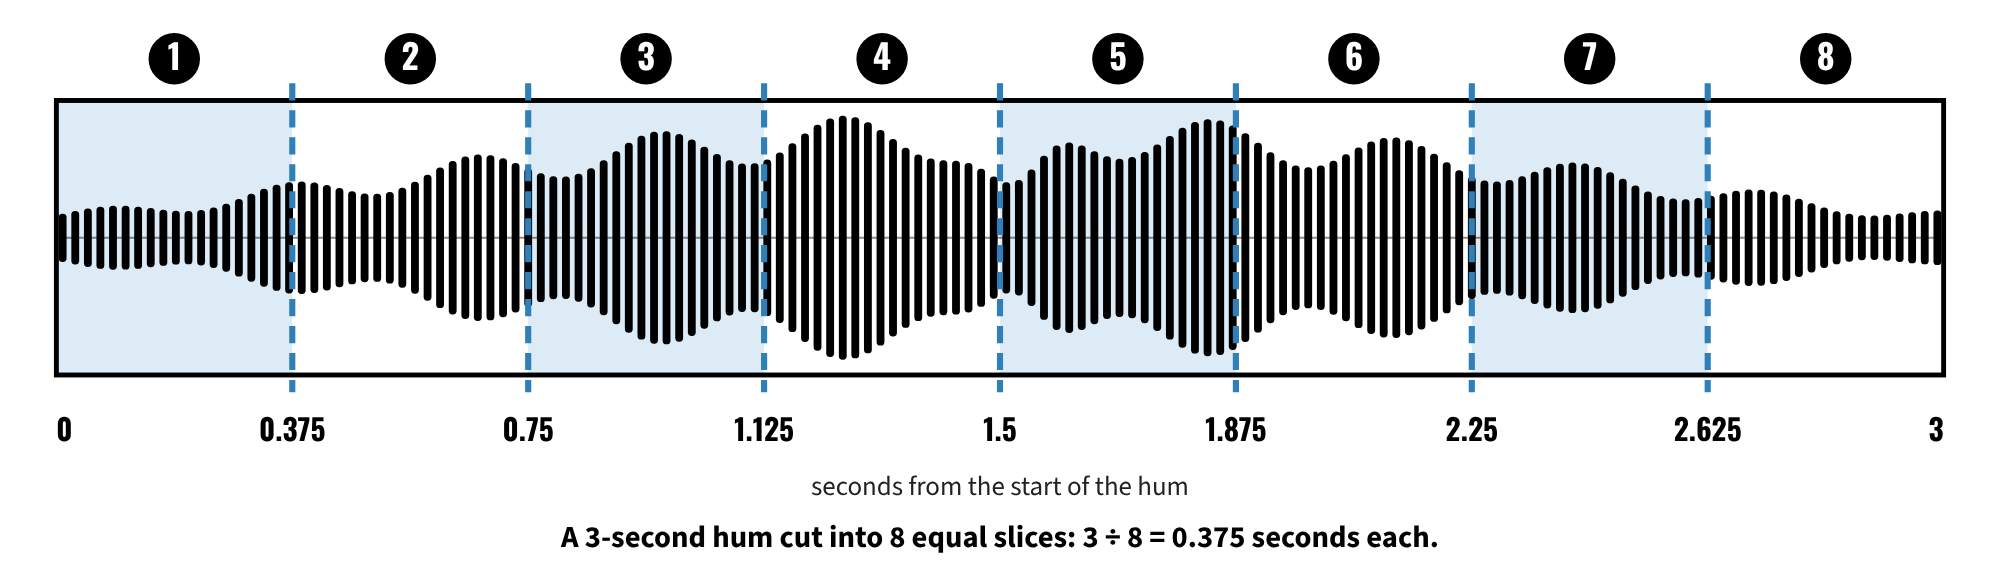 1 2 3 4 5 6 7 8
0 0.375 0.75 1.125 1.5 1.875 2.25 2.625 3
seconds from the start of the hum
A 3-second hum cut into 8 equal slices: 3 ÷ 8 = 0.375 seconds each.